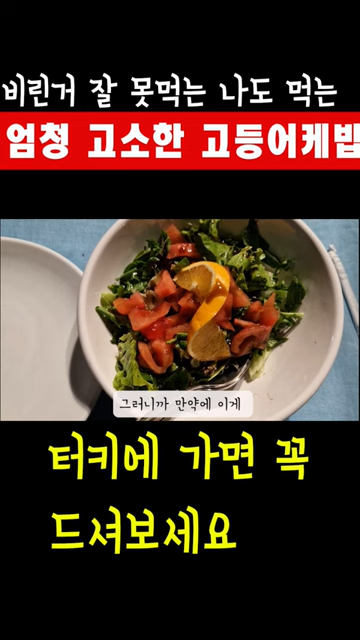 비린거 잘 못먹는 나도 먹는
엄청 고소한 고등어케밥
그러니까 만약에 이게
터키에 가면 꼭
드셔보세요